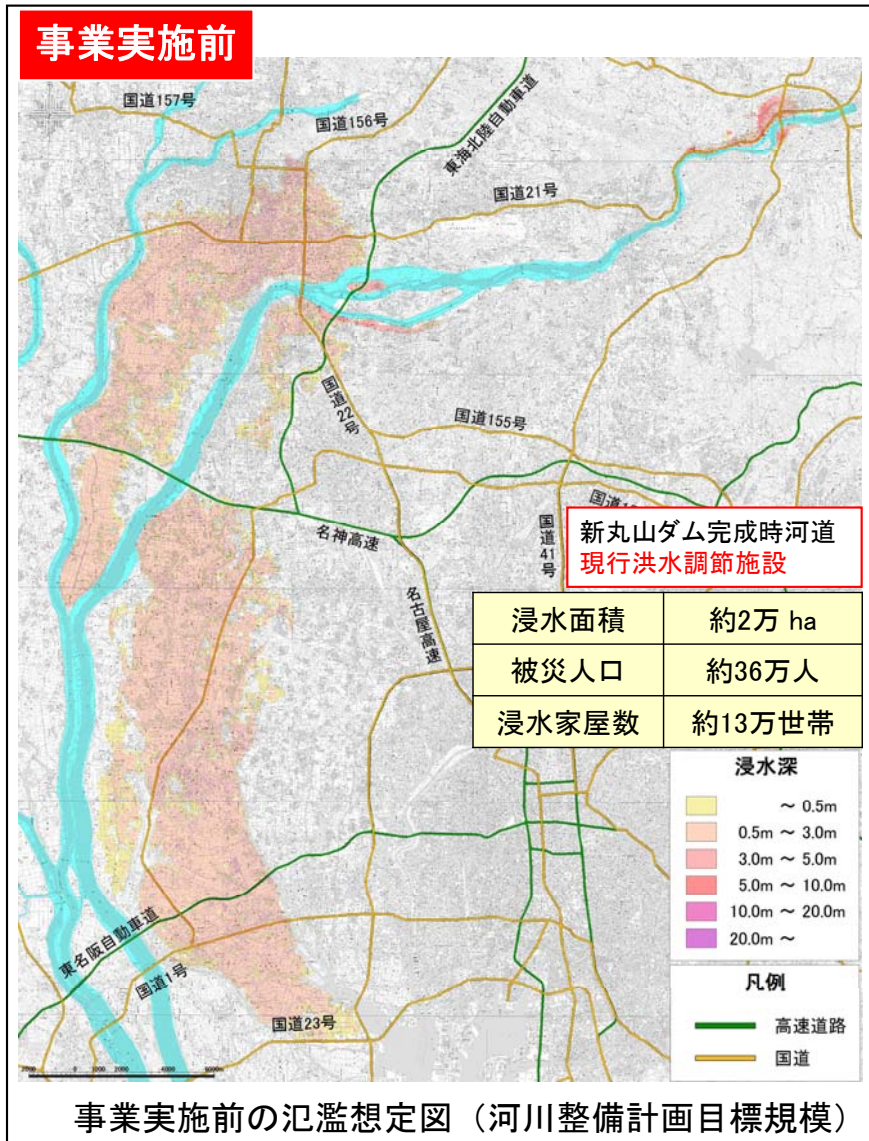 事業実施前
国道157号
国道156号
東海北陸自動車道
国道21号
国道22号
国道155号
名神高速
国道41号
名古屋高速
新丸山ダム完成時河道
現行洪水調節施設
浸水面積 約2万 ha
被災人口 約36万人
浸水家屋数 約13万世帯
浸水深
～ 0.5m
0.5m ～ 3.0m
3.0m ～ 5.0m
5.0m ～ 10.0m
10.0m ～ 20.0m
20.0m ～
東名阪自動車道
国道1号
国道23号
凡例
高速道路
国道
事業実施前の氾濫想定図（河川整備計画目標規模）